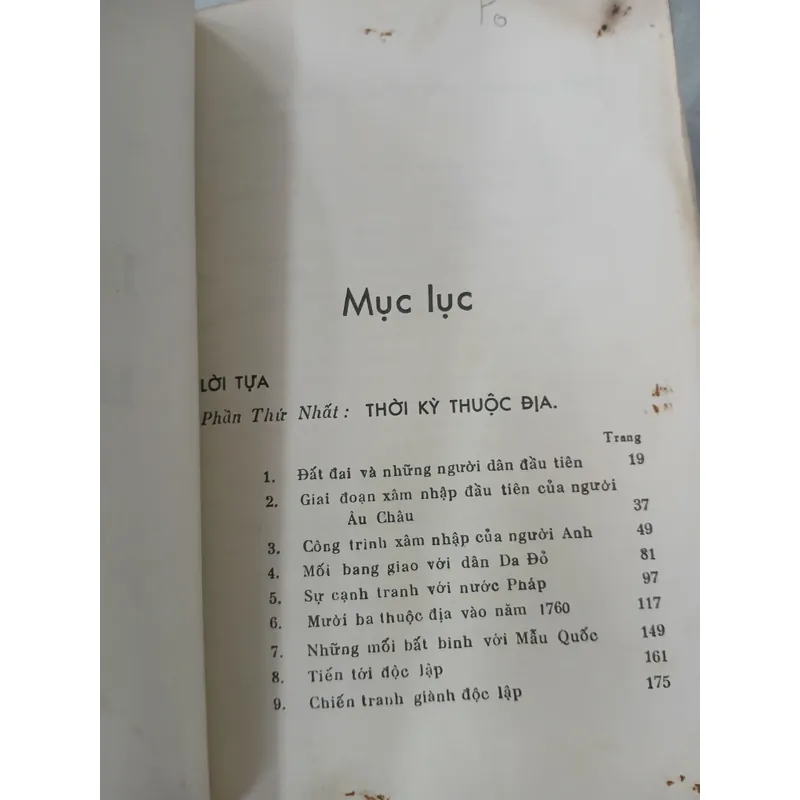 Fo
Mục lục
LỜI TỰA
Phần Thứ Nhất : THỜI KỲ THUỘC ĐỊA.
Trang
1. Đất đai và những người dân đầu tiên 19
2. Giai đoạn xâm nhập đầu tiên của người
Âu Châu 37
3. Công trình xâm nhập của người Anh 49
4. Mối bang giao với dân Da Đỏ 81
5. Sự cạnh tranh với nước Pháp 97
6. Mười ba thuộc địa vào năm 1760 117
7. Những mối bất bình với Mẫu Quốc 149
8. Tiến tới độc lập 161
9. Chiến tranh giành độc lập 175